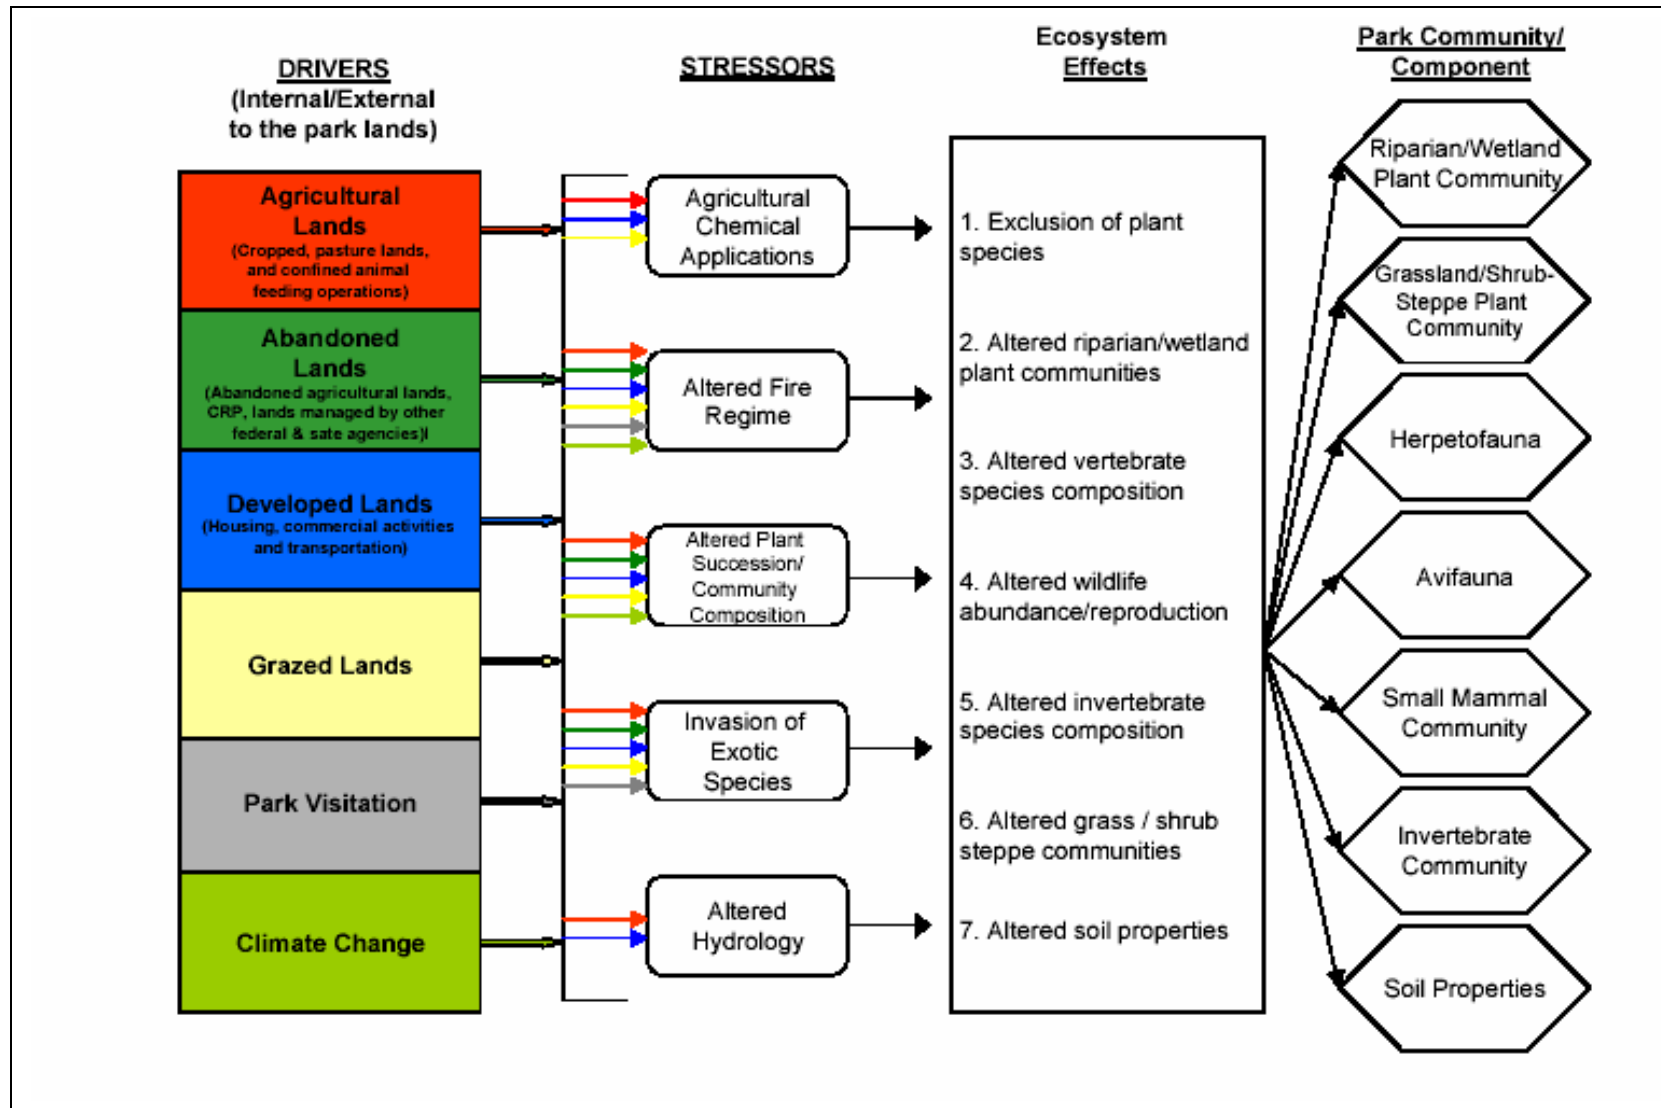 DRIVERS
(Internal/External
to the park lands)
Agricultural
Lands
(Cropped, pasture lands,
and confined animal
feeding operations)
Abandoned
Lands
(Abandoned agricultural lands,
CRP, lands managed by other
federal & sate agencies)l
Developed Lands
(Housing, commercial activities
and transportation)
Grazed Lands
Park Visitation
Climate Change
STRESSORS
Agricultural
Chemical
Applications
Altered Fire
Regime
Altered Plant
Succession/
Community
Composition
Invasion of
Exotic
Species
Altered
Hydrology
Ecosystem
Effects
1. Exclusion of plant
species
2. Altered riparian/wetland
plant communities
3. Altered vertebrate
species composition
4. Altered wildlife
abundance/reproduction
5. Altered invertebrate
species composition
6. Altered grass / shrub
steppe communities
7. Altered soil properties
Park Community/
Component
Riparian/Wetland
Plant Community
Grassland/Shrub-
Steppe Plant
Community
Herpetofauna
Avifauna
Small Mammal
Community
Invertebrate
Community
Soil Properties